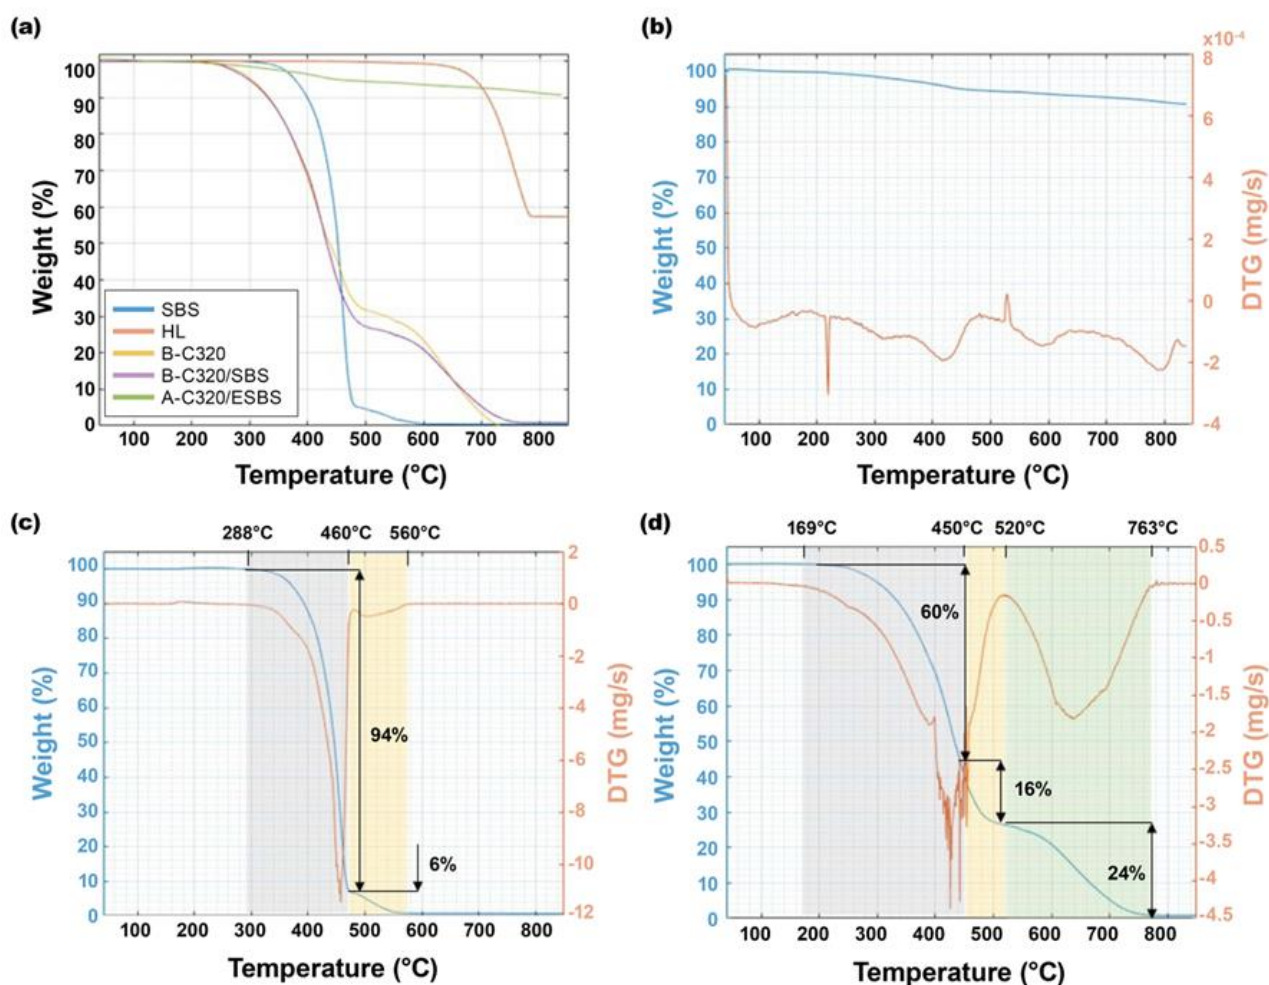 (a)
100
90
80
70
60
50
40
30
20
10
0
Weight (%)
SBS
HL
B-C320
B-C320/SBS
A-C320/ESBS
100 200 300 400 500 600 700 800
Temperature (°C)
(b)
100
90
80
70
60
50
40
30
20
10
0
Weight (%)
x10-4
8
6
4
2
0
-2
-4
DTG (mg/s)
100 200 300 400 500 600 700 800
Temperature (°C)
(c)
288°C 460°C 560°C
100
90
80
70
60
50
40
30
20
10
0
Weight (%)
94%
6%
2
0
-2
-4
-6
-8
-10
-12
DTG (mg/s)
100 200 300 400 500 600 700 800
Temperature (°C)
(d)
169°C 450°C 520°C 763°C
100
90
80
70
60
50
40
30
20
10
0
Weight (%)
60%
16%
24%
0.5
0
-0.5
-1
-1.5
-2
-2.5
-3
-3.5
-4
-4.5
DTG (mg/s)
100 200 300 400 500 600 700 800
Temperature (°C)